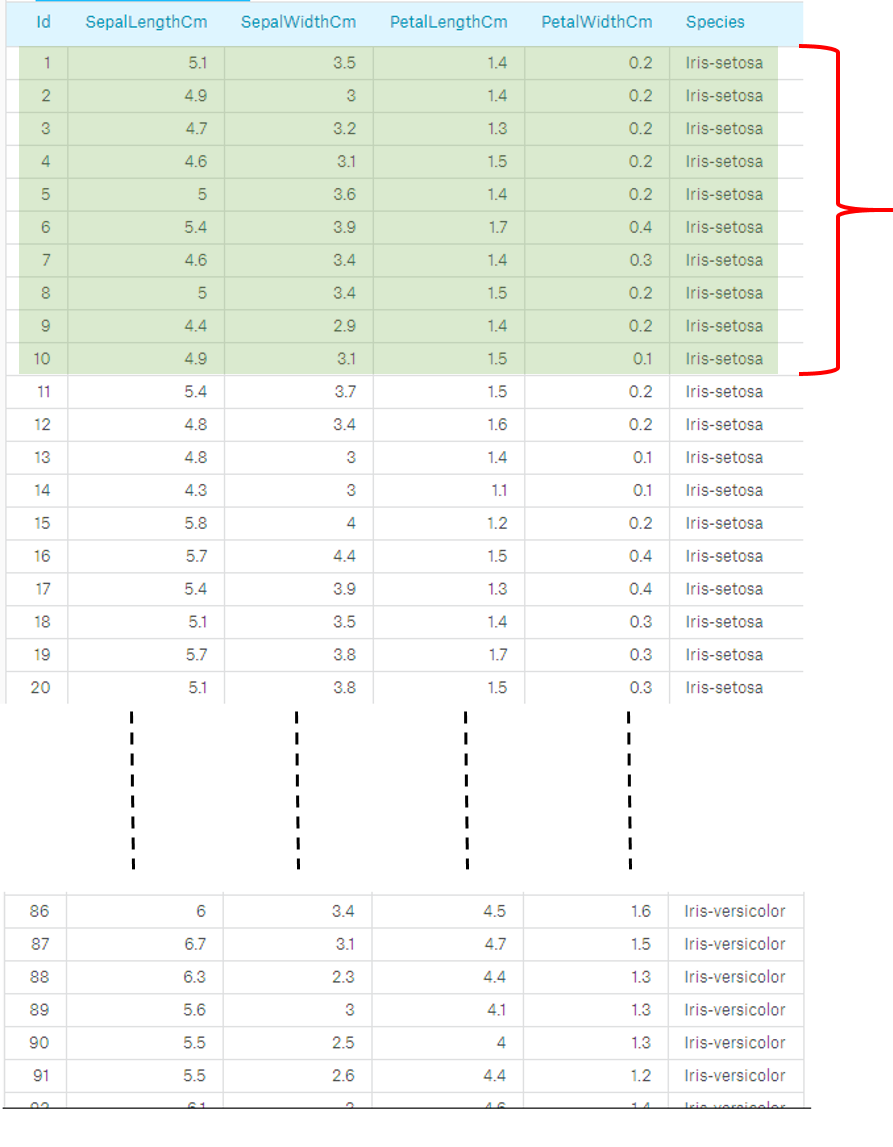 Id SepalLengthCm SepalWidthCm PetalLengthCm PetalWidthCm Species
1 5.1 3.5 1.4 0.2 Iris-setosa
2 4.9 3 1.4 0.2 Iris-setosa
3 4.7 3.2 1.3 0.2 Iris-setosa
4 4.6 3.1 1.5 0.2 Iris-setosa
5 5 3.6 1.4 0.2 Iris-setosa
6 5.4 3.9 1.7 0.4 Iris-setosa
7 4.6 3.4 1.4 0.3 Iris-setosa
8 5 3.4 1.5 0.2 Iris-setosa
9 4.4 2.9 1.4 0.2 Iris-setosa
10 4.9 3.1 1.5 0.1 Iris-setosa
11 5.4 3.7 1.5 0.2 Iris-setosa
12 4.8 3.4 1.6 0.2 Iris-setosa
13 4.8 3 1.4 0.1 Iris-setosa
14 4.3 3 1.1 0.1 Iris-setosa
15 5.8 4 1.2 0.2 Iris-setosa
16 5.7 4.4 1.5 0.4 Iris-setosa
17 5.4 3.9 1.3 0.4 Iris-setosa
18 5.1 3.5 1.4 0.3 Iris-setosa
19 5.7 3.8 1.7 0.3 Iris-setosa
20 5.1 3.8 1.5 0.3 Iris-setosa
86 6 3.4 4.5 1.6 Iris-versicolor
87 6.7 3.1 4.7 1.5 Iris-versicolor
88 6.3 2.3 4.4 1.3 Iris-versicolor
89 5.6 3 4.1 1.3 Iris-versicolor
90 5.5 2.5 4 1.3 Iris-versicolor
91 5.5 2.6 4.4 1.2 Iris-versicolor